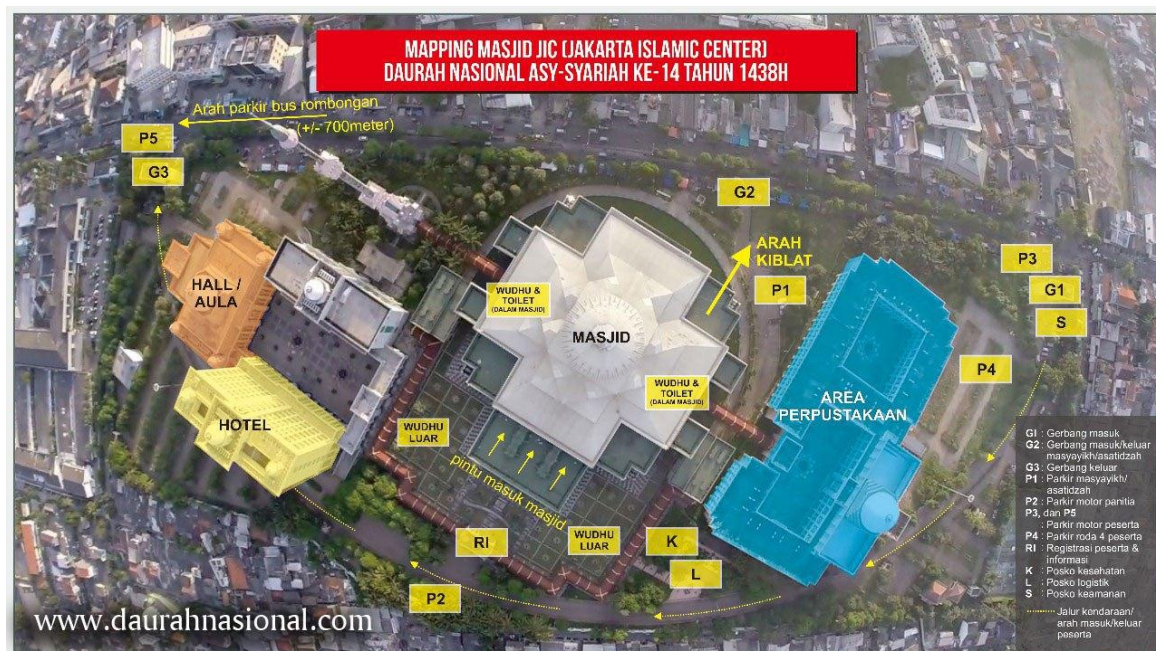 MAPPING MASJID JIC (JAKARTA ISLAMIC CENTER)
DAURAH NASIONAL ASY-SYARIAH KE-14 TAHUN 1438H
Arah parkir bus rombongan
(+/- 700meter)
P5
G3
G2
HALL /
AULA
ARAH
KIBLAT
P3
P1
G1
S
WUDHU &
TOILET
(DALAM MASJID)
MASJID
P4
WUDHU &
TOILET
(DALAM MASJID)
AREA
PERPUSTAKAAN
HOTEL
WUDHU
LUAR
pintu masuk masjid
RI
WUDHU
LUAR
K
L
P2
GI : Gerbang masuk
G2 : Gerbang masuk/keluar
masyayikh/asatidzah
G3 : Gerbang keluar
P1 : Parkir masyayikh/
asatidzah
P2 : Parkir motor panitia
P3, dan P5
: Parkir motor peserta
P4 : Parkir roda 4 peserta
RI : Registrasi peserta &
informasi
K : Posko kesehatan
L : Posko logistik
S : Posko keamanan
Jalur kendaraan/
arah masuk/keluar
peserta
www.daurahnasional.com